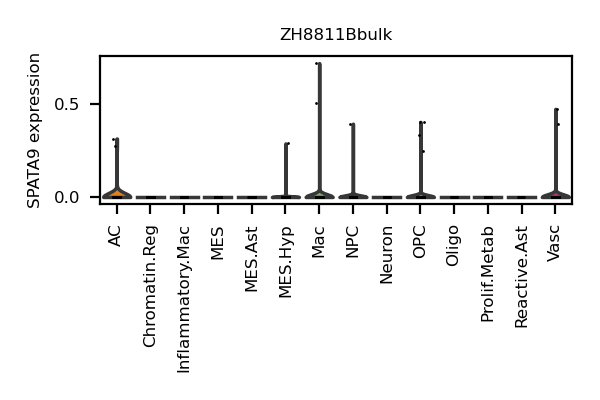 ZH8811Bbulk
SPATA9 expression
0.5
0.0
AC
Chromatin.Reg
Inflammatory.Mac
MES
MES.Ast
MES.Hyp
Mac
NPC
Neuron
OPC
Oligo
Prolif.Metab
Reactive.Ast
Vasc